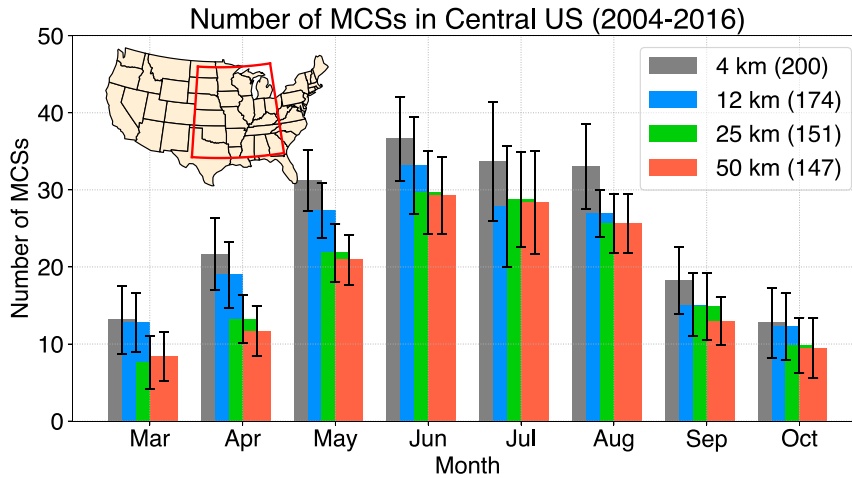 Number of MCSs in Central US (2004-2016)
50
40
30
20
10
0
Number of MCSs
4 km (200)
12 km (174)
25 km (151)
50 km (147)
Mar Apr May Jun Jul Aug Sep Oct
Month